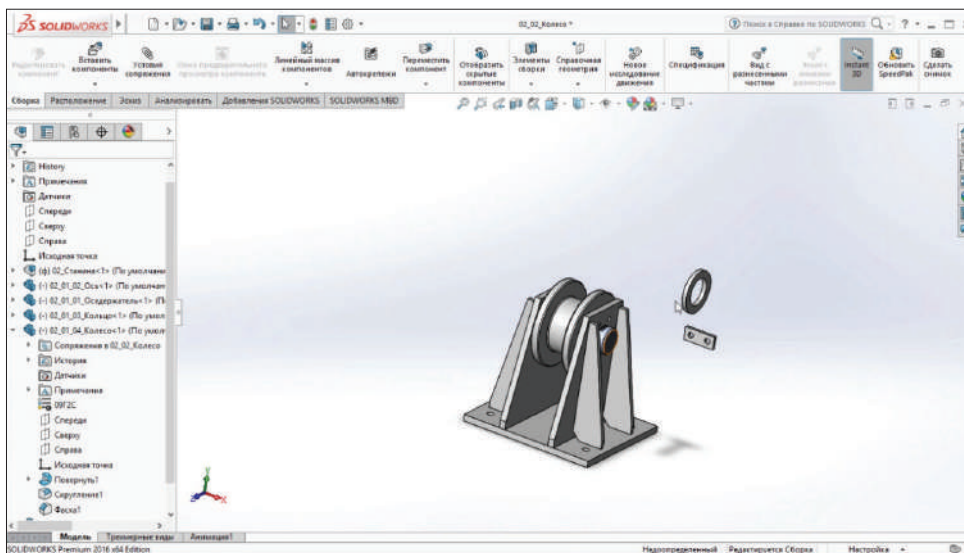 SOLIDWORKS
02_02_Колесо *
Поиск в Справке по SOLIDWORKS
Редактировать компонент
Вставить компоненты
Условия сопряжения
Линейный массив компонентов
Автокрепежи
Переместить компонент
Отобразить скрытые компоненты
Элементы сборки
Справочная геометрия
Новое исследование движения
Спецификация
Вид с разнесенными частями
Instant 3D
Обновить SpeedPak
Сделать снимок
Сборка
Расположение
Эскиз
Анализировать
Добавления SOLIDWORKS
SOLIDWORKS MBD
History
Примечания
Датчики
Спереди
Сверху
Справа
Исходная точка
(ф) 02_Станина<1> (По умолчани
(-) 02_01_02_Ось<1> (По умолчан
(-) 02_01_01_Оседержатель<1> (П
(-) 02_01_03_Кольцо<1> (По умол
(-) 02_01_04_Колесо<1> (По умол
Сопряжения в 02_02_Колесо
История
Датчики
Примечания
09Г2С
Спереди
Сверху
Справа
Исходная точка
Повернуть1
Скругление1
Фаска1
Y
X
Z
Модель
Трехмерные виды
Анимация1
SOLIDWORKS Premium 2016 x64 Edition
Недоопределенный
Редактируется Сборка
Настройка